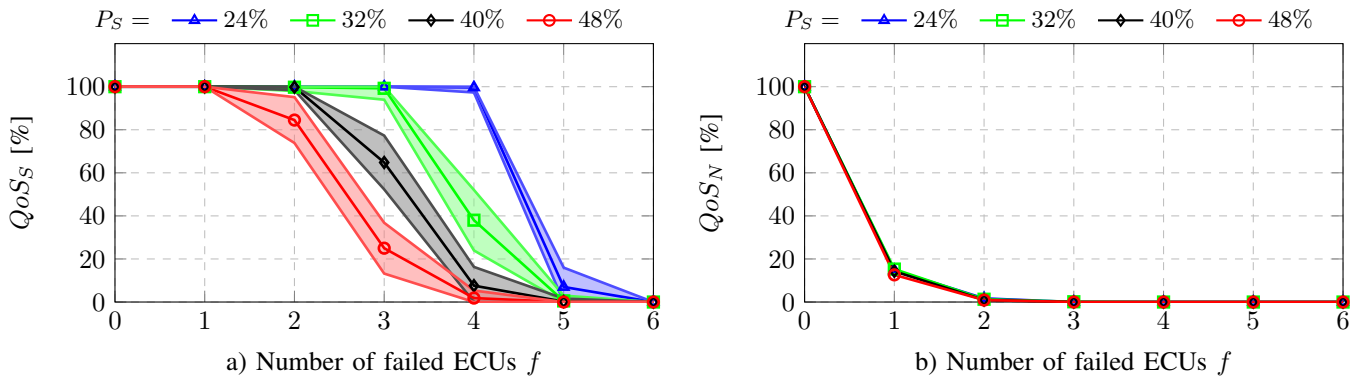 P_S = 24% 32% 40% 48%
QoS_S [%]
100
80
60
40
20
0
0 1 2 3 4 5 6
a) Number of failed ECUs f
P_S = 24% 32% 40% 48%
QoS_N [%]
100
80
60
40
20
0
0 1 2 3 4 5 6
b) Number of failed ECUs f